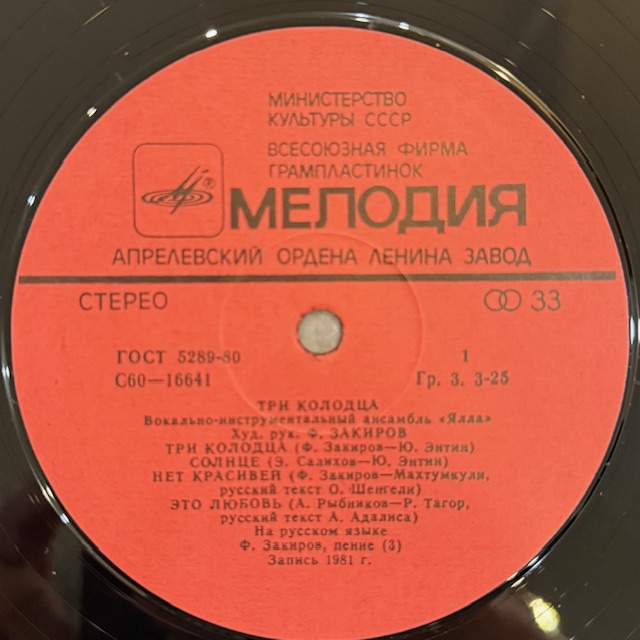 МИНИСТЕРСТВО
КУЛЬТУРЫ СССР
ВСЕСОЮЗНАЯ ФИРМА
ГРАМПЛАСТИНОК
МЕЛОДИЯ
АПРЕЛЕВСКИЙ ОРДЕНА ЛЕНИНА ЗАВОД
СТЕРЕО 33
ГОСТ 5289-80 1
С60—16641 Гр. 3. 3-25
ТРИ КОЛОДЦА
Вокально-инструментальный ансамбль «Ялла»
Худ. рук. Ф. ЗАКИРОВ
ТРИ КОЛОДЦА (Ф. Закиров—Ю. Энтин)
СОЛНЦЕ (Э. Салихов—Ю. Энтин)
НЕТ КРАСИВЕЙ (Ф. Закиров—Махтумкули,
русский текст О. Шенгели)
ЭТО ЛЮБОВЬ (А. Рыбников—Р. Тагор,
русский текст А. Адалиса)
На русском языке
Ф. Закиров, пение (3)
Запись 1981 г.